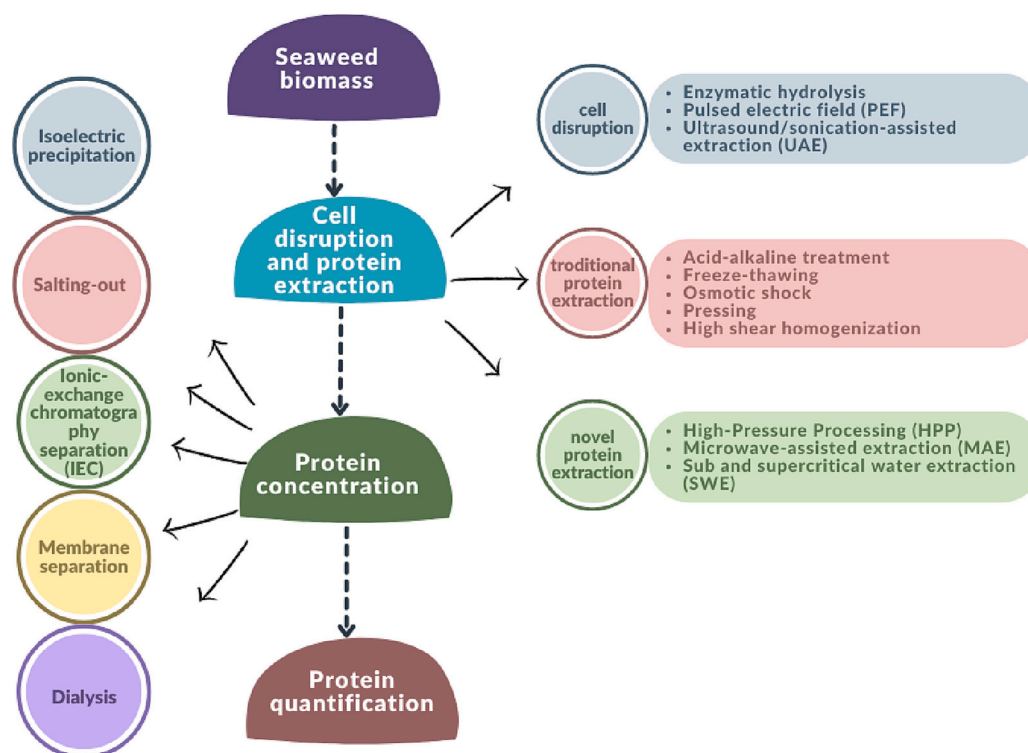 Seaweed
biomass
Cell
disruption
and protein
extraction
Protein
concentration
Protein
quantification
Isoelectric
precipitation
Salting-out
Ionic-
exchange
chromatogra
phy
separation
(IEC)
Membrane
separation
Dialysis
cell
disruption
• Enzymatic hydrolysis
• Pulsed electric field (PEF)
• Ultrasound/sonication-assisted
extraction (UAE)
troditional
protein
extraction
• Acid-alkaline treatment
• Freeze-thawing
• Osmotic shock
• Pressing
• High shear homogenization
novel
protein
extraction
• High-Pressure Processing (HPP)
• Microwave-assisted extraction (MAE)
• Sub and supercritical water extraction
(SWE)